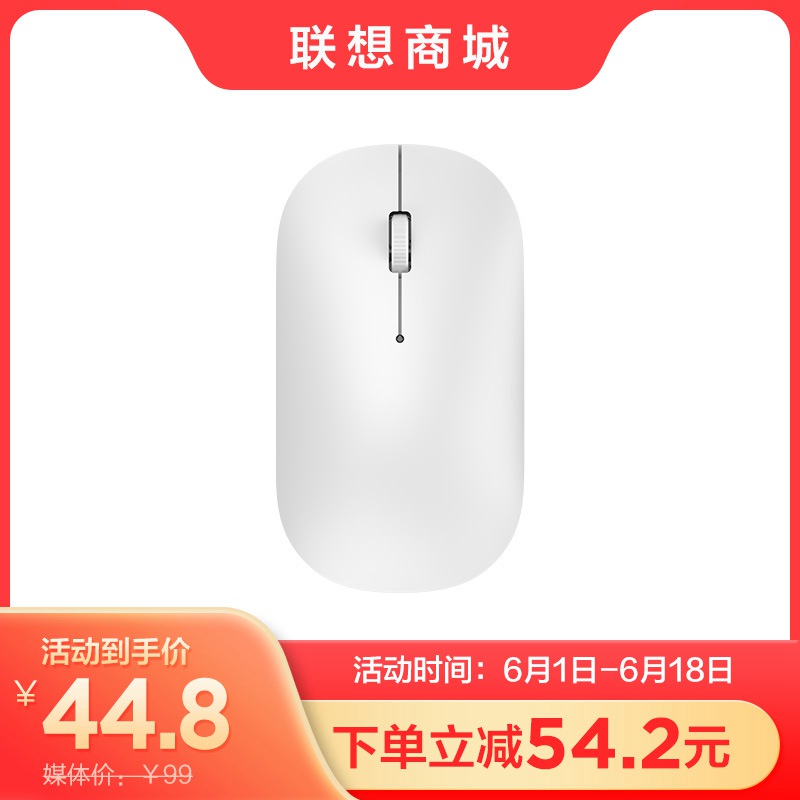 联想商城
活动到手价
¥44.8
媒体价：¥99
活动时间：6月1日-6月18日
下单立减54.2元